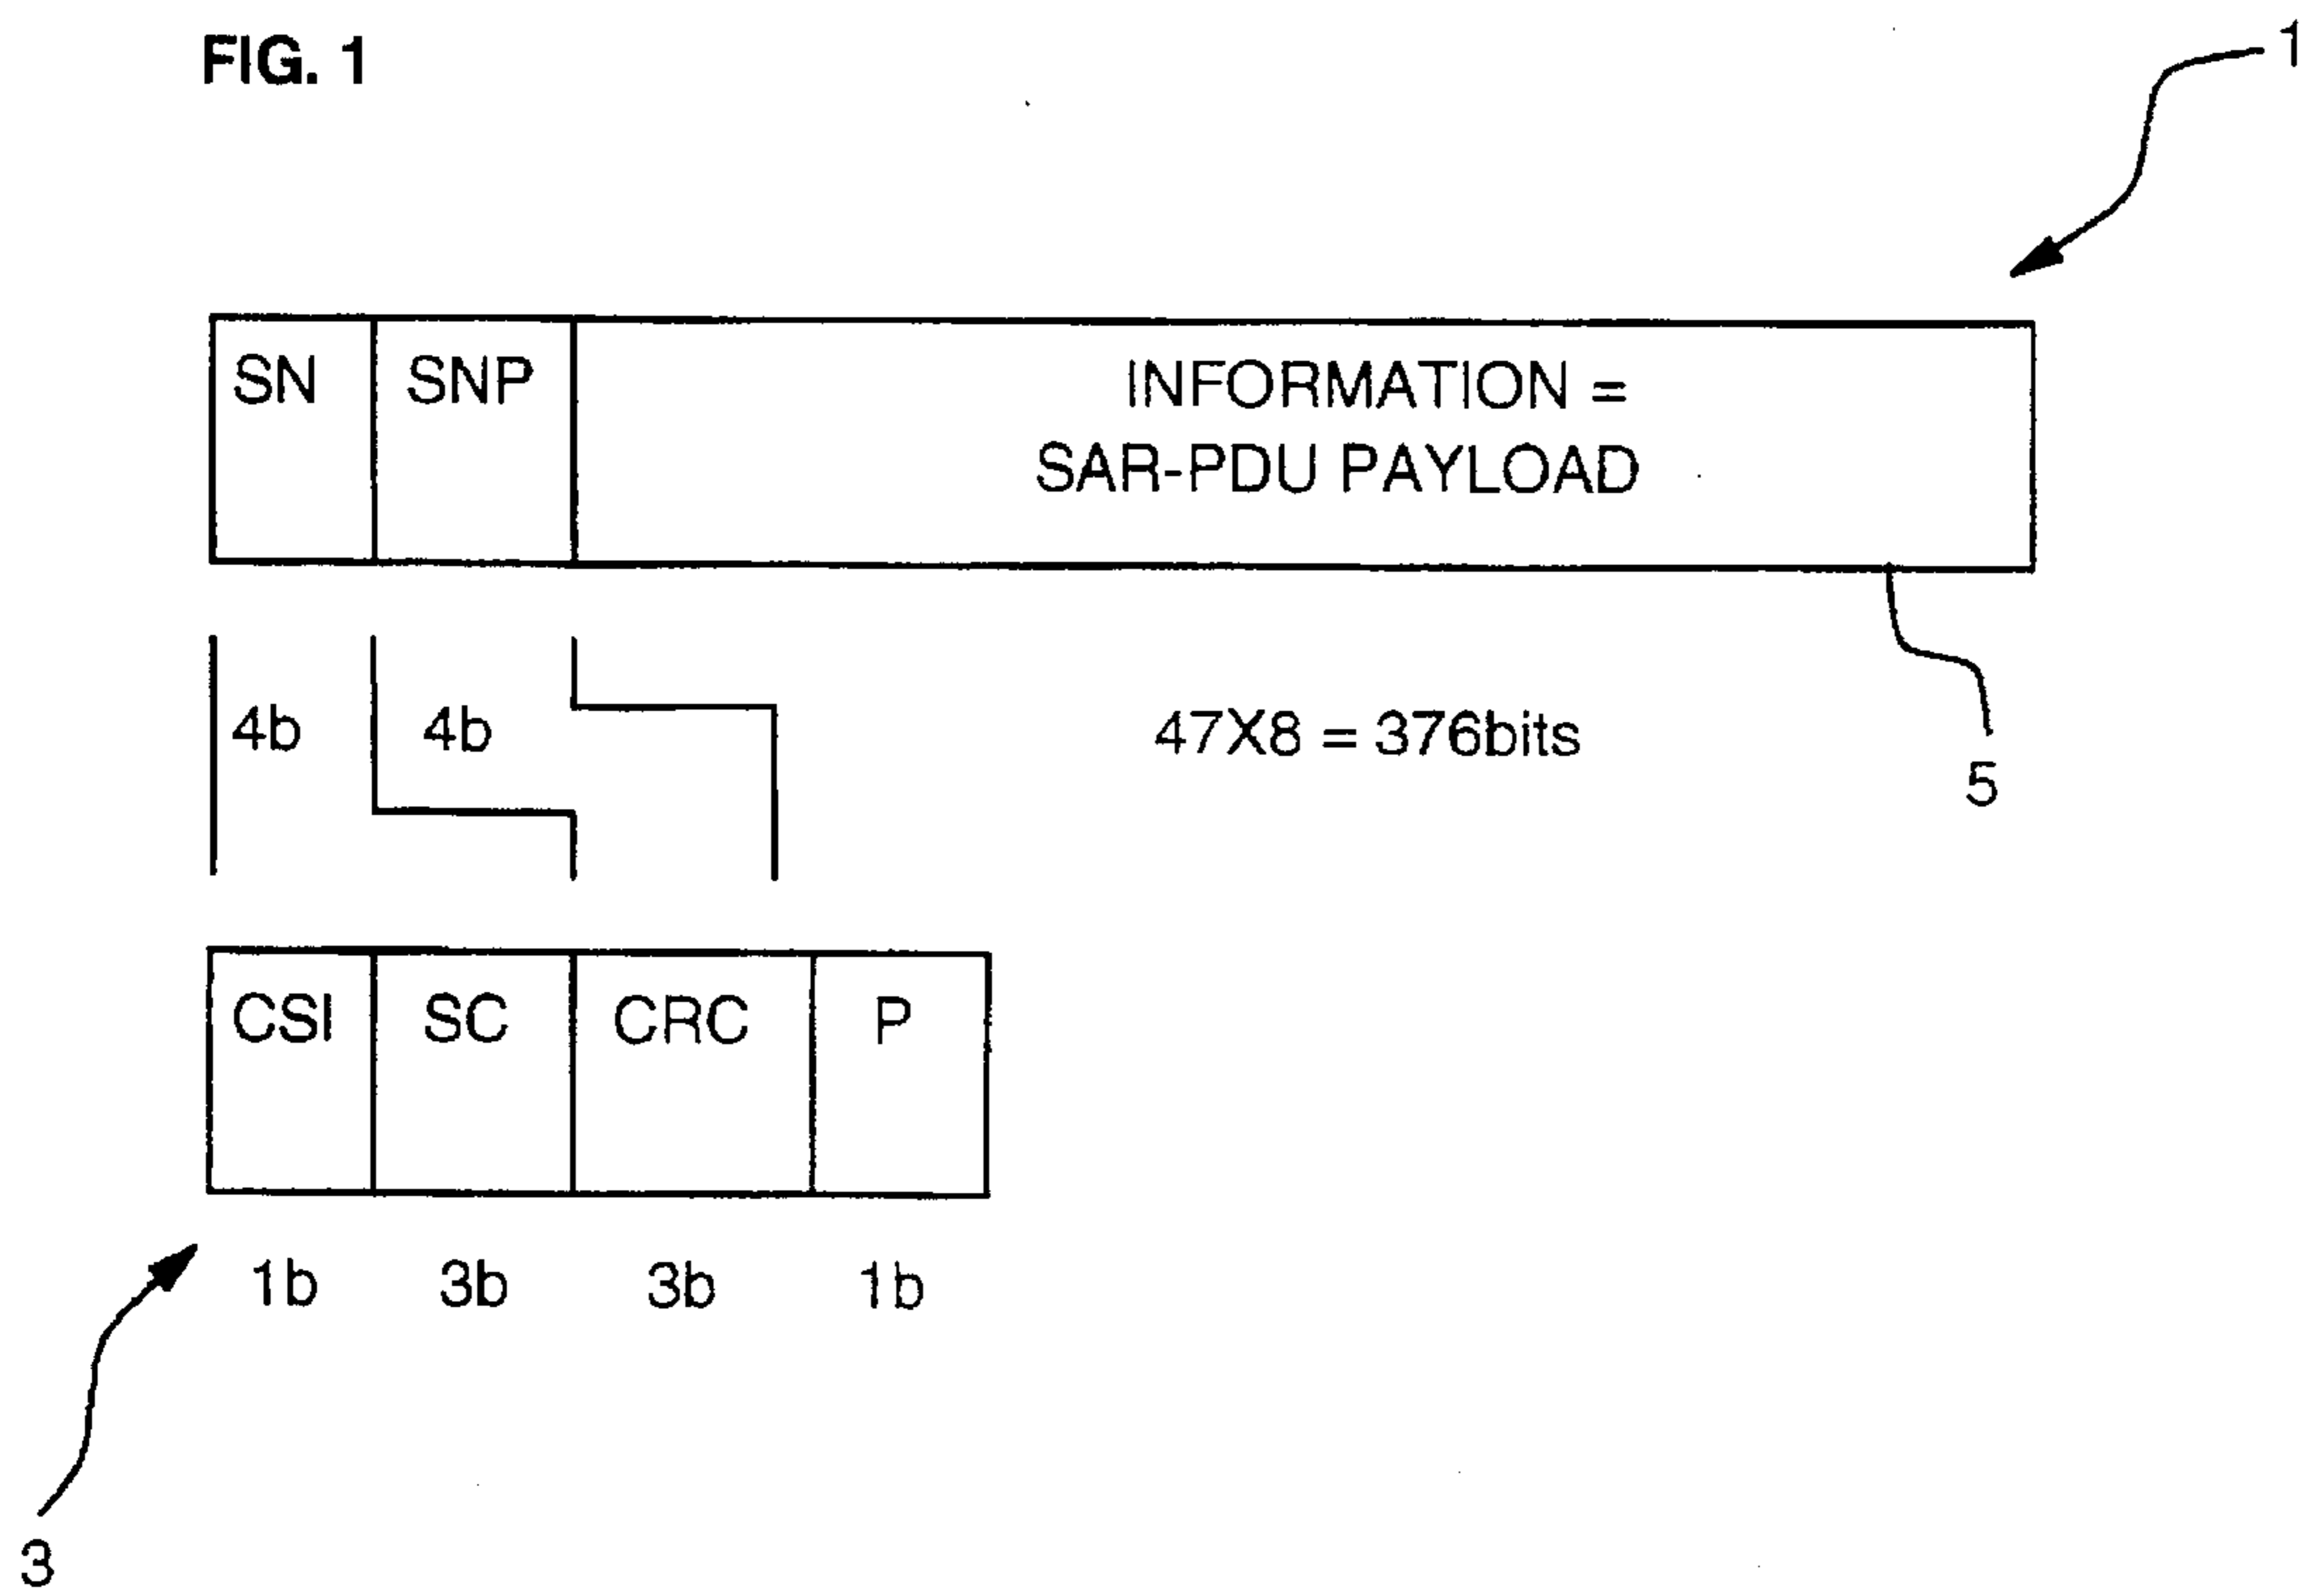 FIG. 1
1
SN SNP INFORMATION =
SAR-PDU PAYLOAD
4b 4b 47X8 = 376bits
5
CSI SC CRC P
1b 3b 3b 1b
3